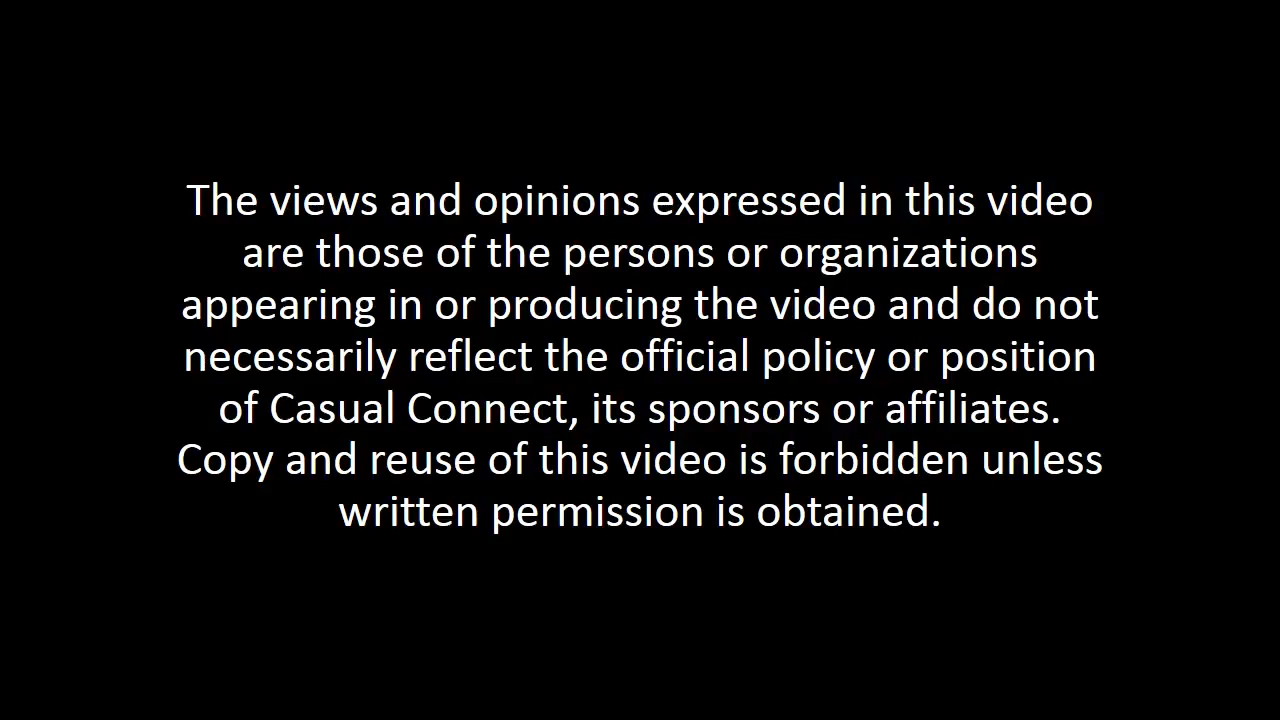 The views and opinions expressed in this video
are those of the persons or organizations
appearing in or producing the video and do not
necessarily reflect the official policy or position
of Casual Connect, its sponsors or affiliates.
Copy and reuse of this video is forbidden unless
written permission is obtained.